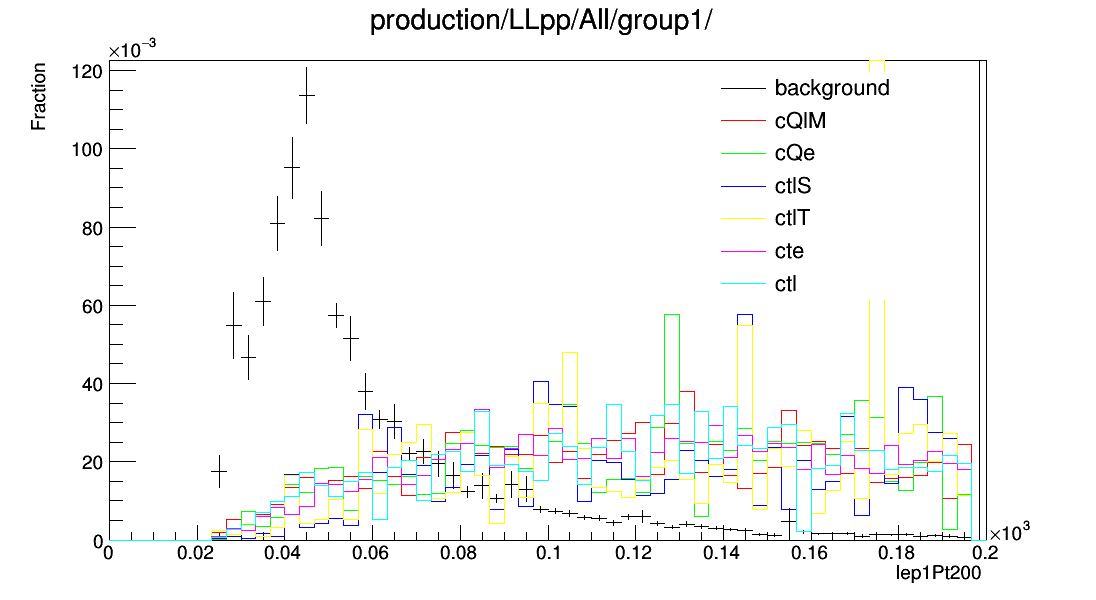 production/LLpp/All/group1/
×10⁻³
Fraction
120
100
80
60
40
20
0
background
cQlM
cQe
ctlS
ctlT
cte
ctl
0 0.02 0.04 0.06 0.08 0.1 0.12 0.14 0.16 0.18 0.2
×10³
lep1Pt200